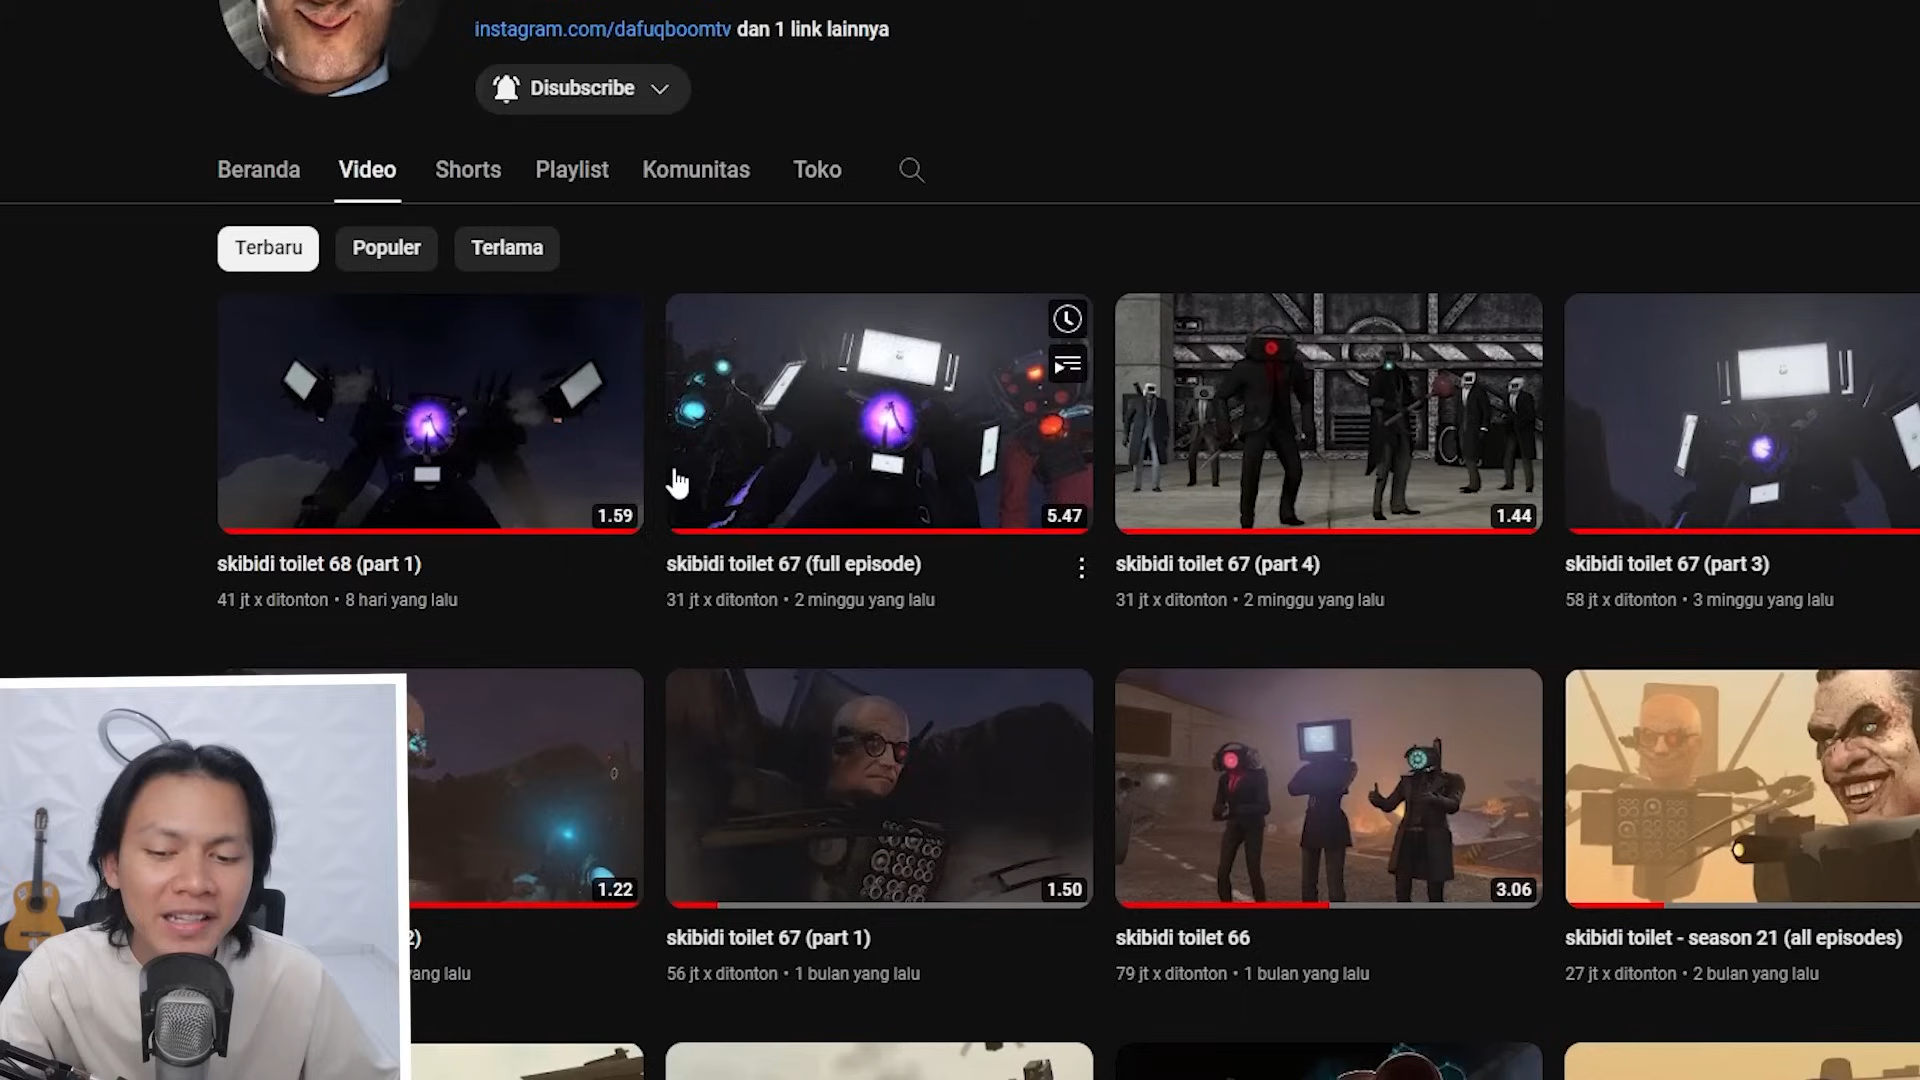 instagram.com/dafuqboomtv dan 1 link lainnya
Disubscribe
Beranda Video Shorts Playlist Komunitas Toko
Terbaru Populer Terlama
1.59 5.47 1.44
skibidi toilet 68 (part 1) skibidi toilet 67 (full episode) skibidi toilet 67 (part 4) skibidi toilet 67 (part 3)
41 jt x ditonton • 8 hari yang lalu 31 jt x ditonton • 2 minggu yang lalu 31 jt x ditonton • 2 minggu yang lalu 58 jt x ditonton • 3 minggu yang lalu
1.22 1.50 3.06
2) skibidi toilet 67 (part 1) skibidi toilet 66 skibidi toilet - season 21 (all episodes)
yang lalu 56 jt x ditonton • 1 bulan yang lalu 79 jt x ditonton • 1 bulan yang lalu 27 jt x ditonton • 2 bulan yang lalu